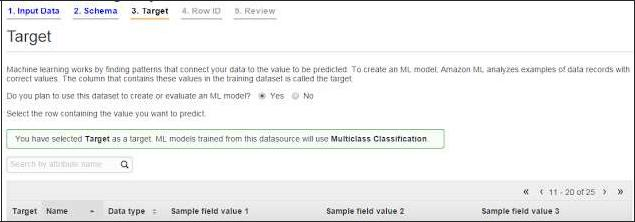 1. Input Data 2. Schema 3. Target 4. Row ID 5. Review
Target
Machine learning works by finding patterns that connect your data to the value to be predicted. To create an ML model, Amazon ML analyzes examples of data records with
correct values. The column that contains these values in the training dataset is called the target.
Do you plan to use this dataset to create or evaluate an ML model? Yes No
Select the row containing the value you want to predict.
You have selected Target as a target. ML models trained from this datasource will use Multiclass Classification.
Search by attribute name
« ‹ 11 - 20 of 25 › »
Target Name Data type Sample field value 1 Sample field value 2 Sample field value 3